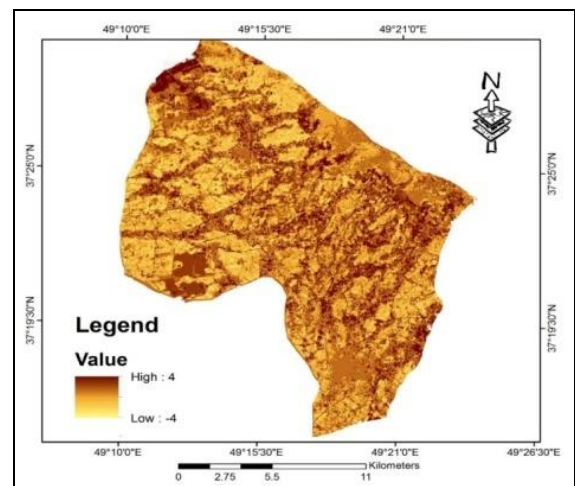 49°10'0"E 49°15'30"E 49°21'0"E
N
37°25'0"N 37°25'0"N
37°19'30"N 37°19'30"N
Legend
Value
High : 4
Low : -4
49°10'0"E 49°15'30"E 49°21'0"E 49°26'30"E
Kilometers
0 2.75 5.5 11